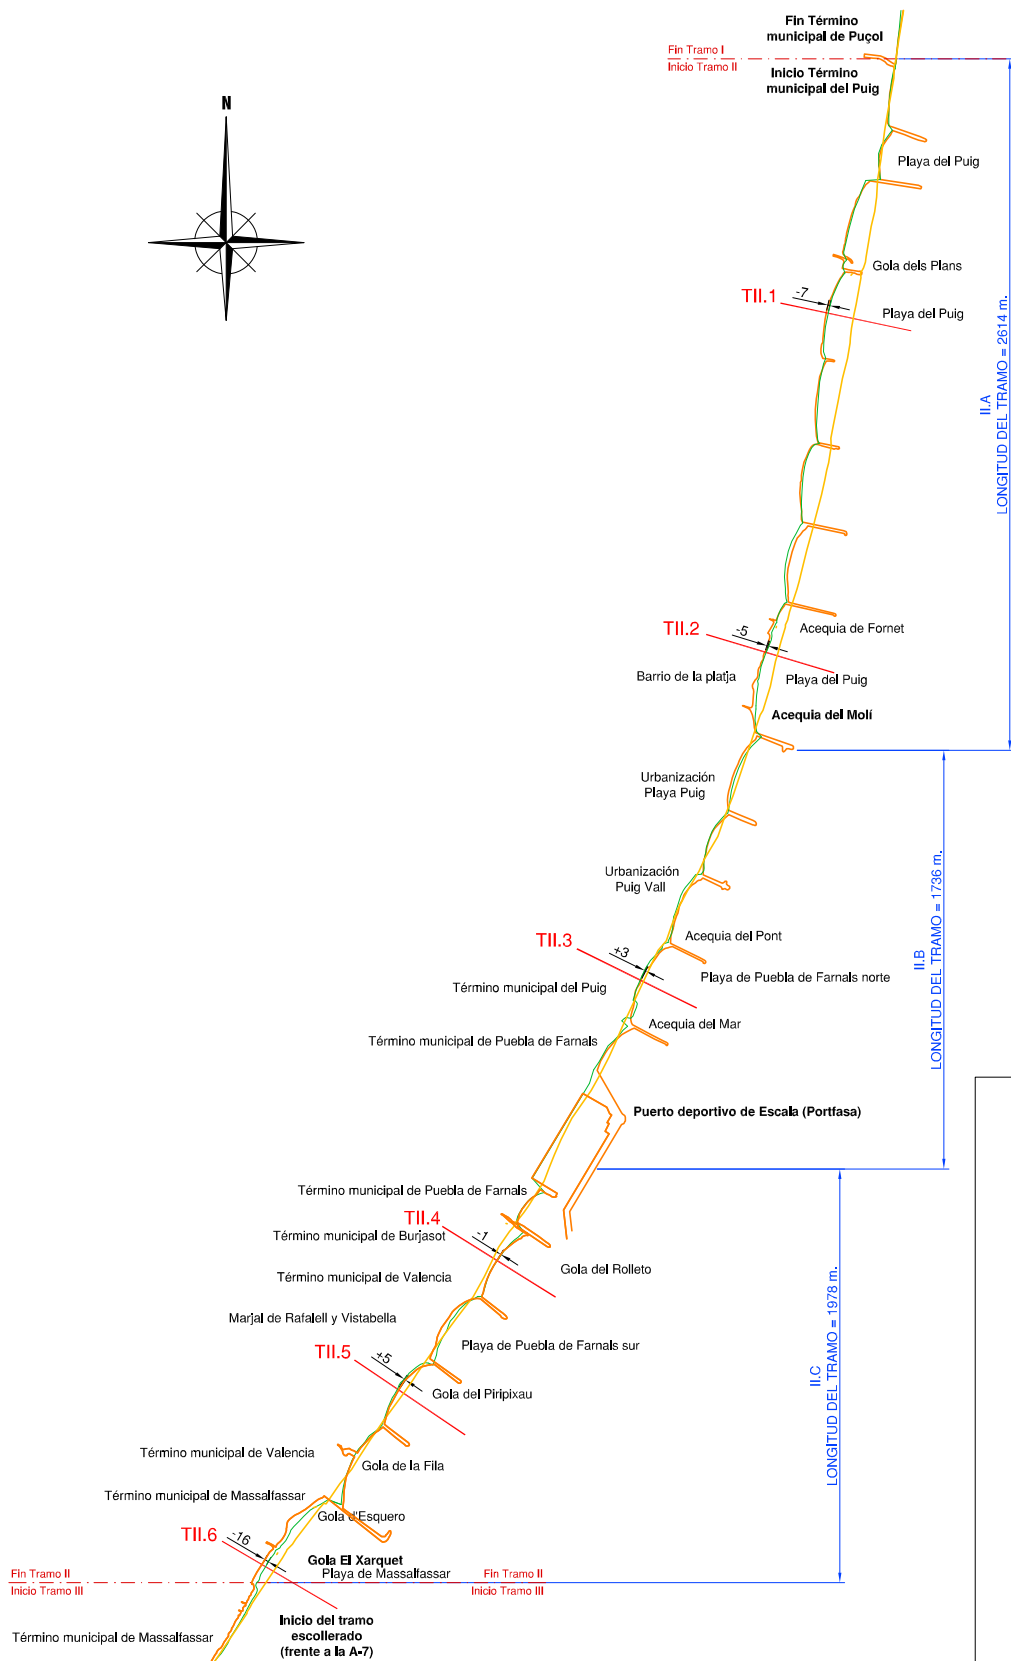 Fin Término
municipal de Puçol
Fin Tramo I
Inicio Tramo II
Inicio Término
municipal del Puig
N
Playa del Puig
Gola dels Plans
TII.1
-7
Playa del Puig
II.A
LONGITUD DEL TRAMO = 2614 m.
TII.2
-5
Acequia de Fornet
Barrio de la platja
Playa del Puig
Acequia del Molí
Urbanización
Playa Puig
Urbanización
Puig Vall
II.B
LONGITUD DEL TRAMO = 1736 m.
TII.3
+3
Acequia del Pont
Playa de Puebla de Farnals norte
Término municipal del Puig
Acequia del Mar
Término municipal de Puebla de Farnals
Puerto deportivo de Escala (Portfasa)
Término municipal de Puebla de Farnals
TII.4
-1
Término municipal de Burjasot
Gola del Rolleto
Término municipal de Valencia
Marjal de Rafalell y Vistabella
Playa de Puebla de Farnals sur
TII.5
+5
Gola del Piripixau
II.C
LONGITUD DEL TRAMO = 1978 m.
Término municipal de Valencia
Gola de la Fila
Término municipal de Massalfassar
Gola d'Esquero
TII.6
-16
Gola El Xarquet
Playa de Massalfassar
Fin Tramo II
Inicio Tramo III
Fin Tramo II
Inicio Tramo III
Inicio del tramo
escollerado
(frente a la A-7)
Término municipal de Massalfassar